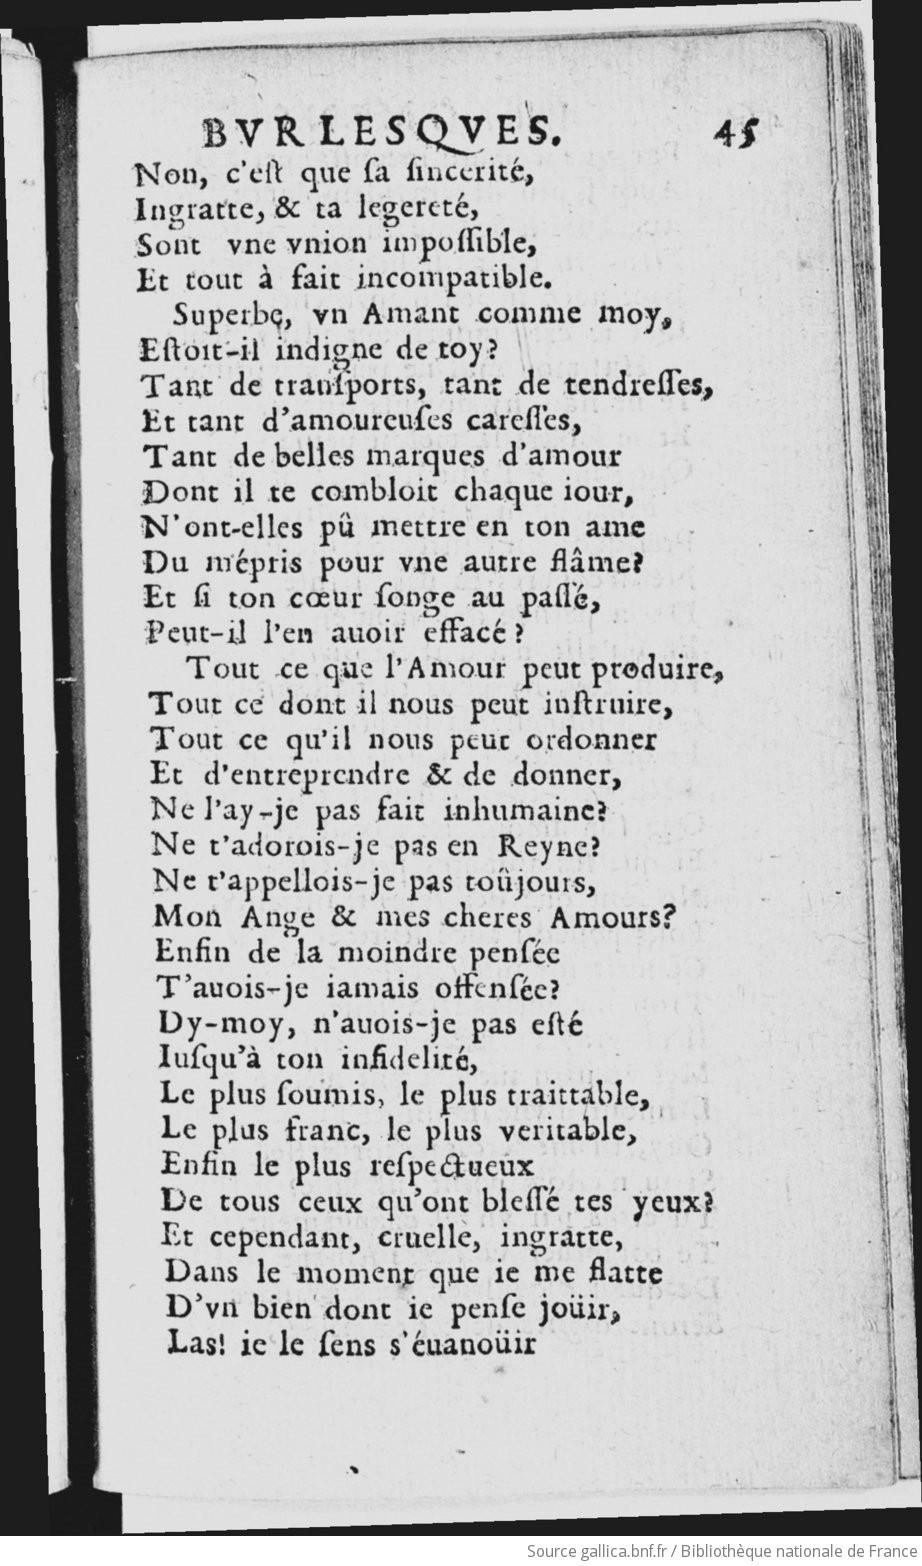 BVRLESQVES. 45
Non, c'eſt que ſa ſincerité,
Ingratte, & ta legereté,
Sont vne vnion impoſſible,
Et tout à fait incompatible.
Superbe, vn Amant comme moy,
Eſtoit-il indigne de toy?
Tant de tranſports, tant de tendreſſes,
Et tant d'amoureuſes careſſes,
Tant de belles marques d'amour
Dont il te combloit chaque iour,
N'ont-elles pû mettre en ton ame
Du mépris pour vne autre flâme?
Et ſi ton cœur ſonge au paſſé,
Peut-il l'en auoir effacé?
Tout ce que l'Amour peut produire,
Tout ce dont il nous peut inſtruire,
Tout ce qu'il nous peut ordonner
Et d'entreprendre & de donner,
Ne l'ay-je pas fait inhumaine?
Ne t'adorois-je pas en Reyne?
Ne t'appellois-je pas toûjours,
Mon Ange & mes cheres Amours?
Enfin de la moindre penſée
T'auois-je iamais offenſée?
Dy-moy, n'auois-je pas eſté
Iuſqu'à ton infidelité,
Le plus ſoumis, le plus traittable,
Le plus franc, le plus veritable,
Enfin le plus reſpectueux
De tous ceux qu'ont bleſſé tes yeux?
Et cependant, cruelle, ingratte,
Dans le moment que ie me flatte
D'vn bien dont ie penſe joüir,
Las! ie le ſens s'éuanoüir
Source gallica.bnf.fr / Bibliothèque nationale de France